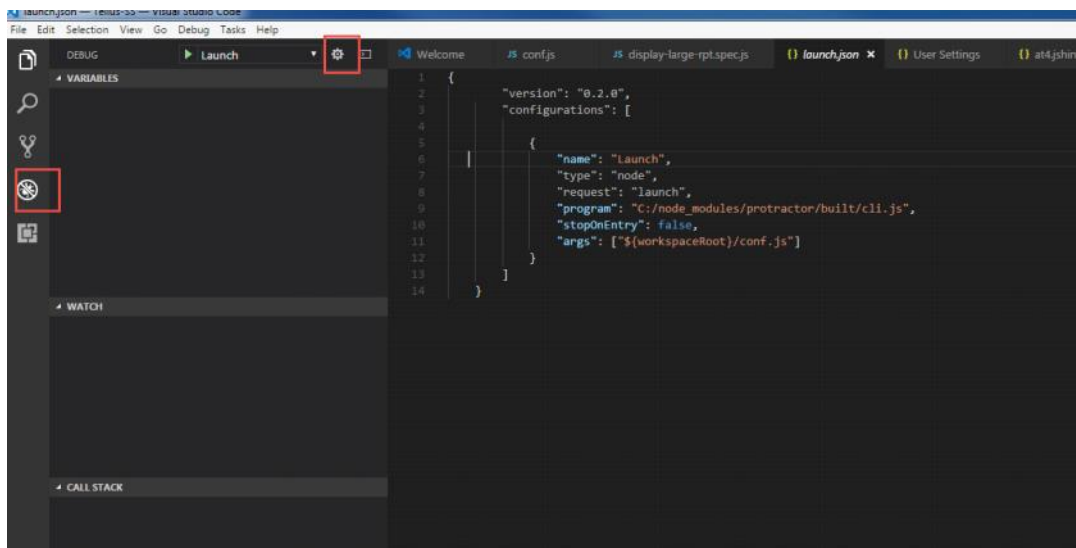 launch.json — Tellus-SS — Visual Studio Code
File Edit Selection View Go Debug Tasks Help
DEBUG Launch
Welcome JS conf.js JS display-large-rpt.spec.js {} launch.json × {} User Settings {} at4.jshin
VARIABLES
1 {
2 "version": "0.2.0",
3 "configurations": [
4
5 {
6 "name": "Launch",
7 "type": "node",
8 "request": "launch",
9 "program": "C:/node_modules/protractor/built/cli.js",
10 "stopOnEntry": false,
11 "args": ["${workspaceRoot}/conf.js"]
12 }
13 ]
14 }
WATCH
CALL STACK